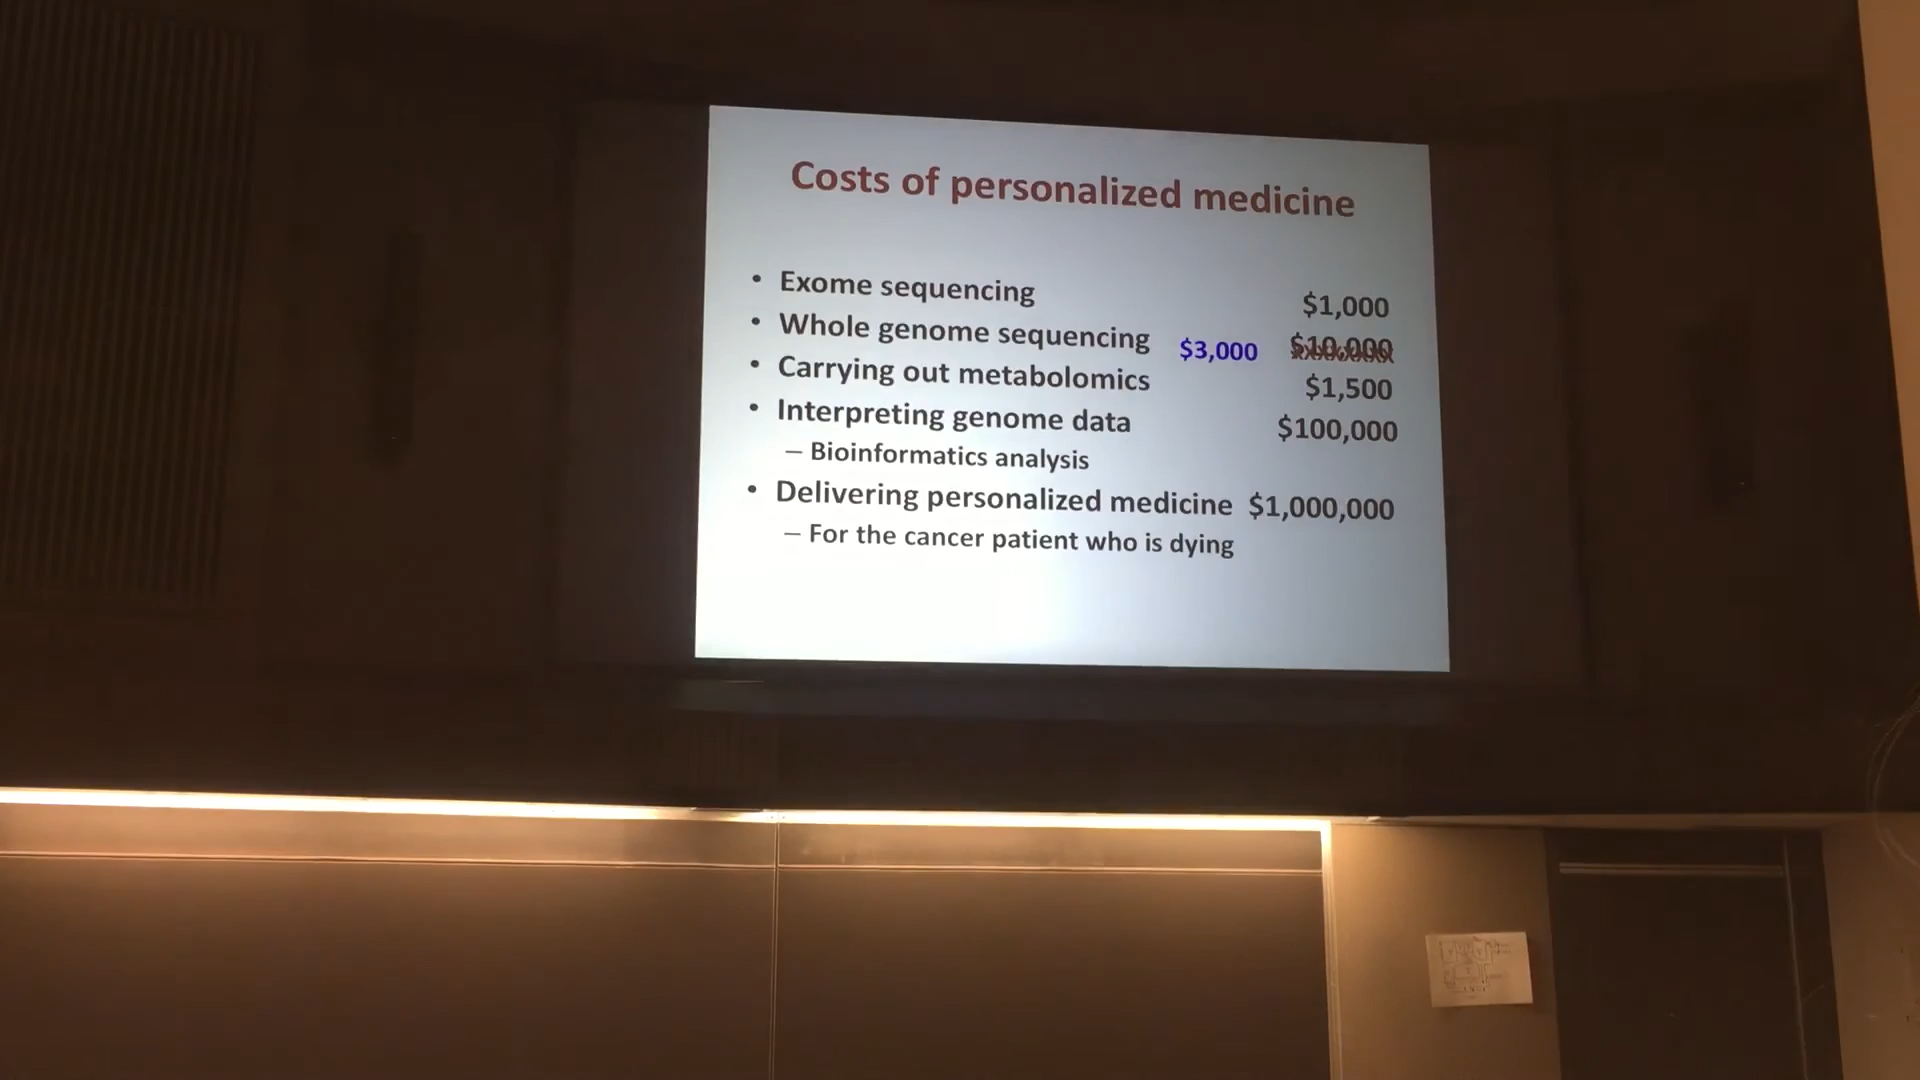 Costs of personalized medicine
• Exome sequencing $1,000
• Whole genome sequencing $3,000 $10,000
• Carrying out metabolomics $1,500
• Interpreting genome data $100,000
– Bioinformatics analysis
• Delivering personalized medicine $1,000,000
– For the cancer patient who is dying